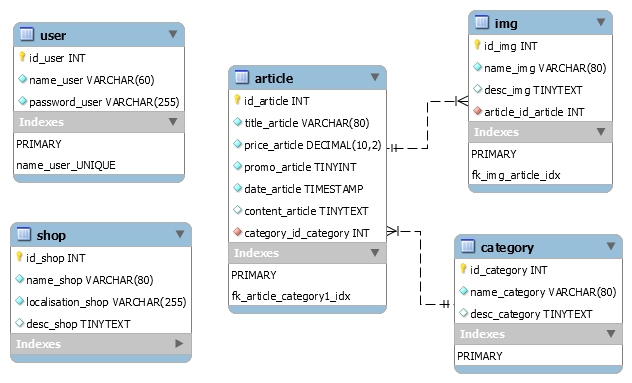 user
id_user INT
name_user VARCHAR(60)
password_user VARCHAR(255)
Indexes
PRIMARY
name_user_UNIQUE
article
id_article INT
title_article VARCHAR(80)
price_article DECIMAL(10,2)
promo_article TINYINT
date_article TIMESTAMP
content_article TINYTEXT
category_id_category INT
Indexes
PRIMARY
fk_article_category1_idx
img
id_img INT
name_img VARCHAR(80)
desc_img TINYTEXT
article_id_article INT
Indexes
PRIMARY
fk_img_article_idx
shop
id_shop INT
name_shop VARCHAR(80)
localisation_shop VARCHAR(255)
desc_shop TINYTEXT
Indexes
category
id_category INT
name_category VARCHAR(80)
desc_category TINYTEXT
Indexes
PRIMARY